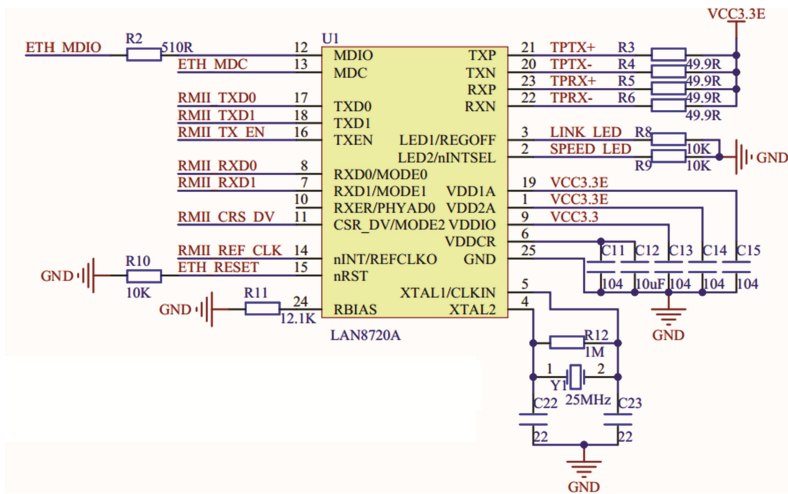 VCC3.3E
U1
ETH_MDIO R2 510R 12 MDIO TXP 21 TPTX+ R3 49.9R
ETH_MDC 13 MDC TXN 20 TPTX- R4 49.9R
RXP 23 TPRX+ R5 49.9R
RMII_TXD0 17 TXD0 RXN 22 TPRX- R6 49.9R
RMII_TXD1 18 TXD1
RMII_TX_EN 16 TXEN LED1/REGOFF 3 LINK_LED R8 10K
LED2/nINTSEL 2 SPEED_LED R9 10K GND
RMII_RXD0 8 RXD0/MODE0
RMII_RXD1 7 RXD1/MODE1 VDD1A 19 VCC3.3E
10 RXER/PHYAD0 VDD2A 1 VCC3.3E
RMII_CRS_DV 11 CSR_DV/MODE2 VDDIO 9 VCC3.3
VDDCR 6
RMII_REF_CLK 14 nINT/REFCLKO GND 25 C11 C12 C13 C14 C15
GND R10 10K ETH_RESET 15 nRST
104 10uF 104 104 104
XTAL1/CLKIN 5
GND R11 12.1K 24 RBIAS XTAL2 4
GND
LAN8720A
R12
1M
1 Y1 2
25MHz
C22 C23
22 22
GND